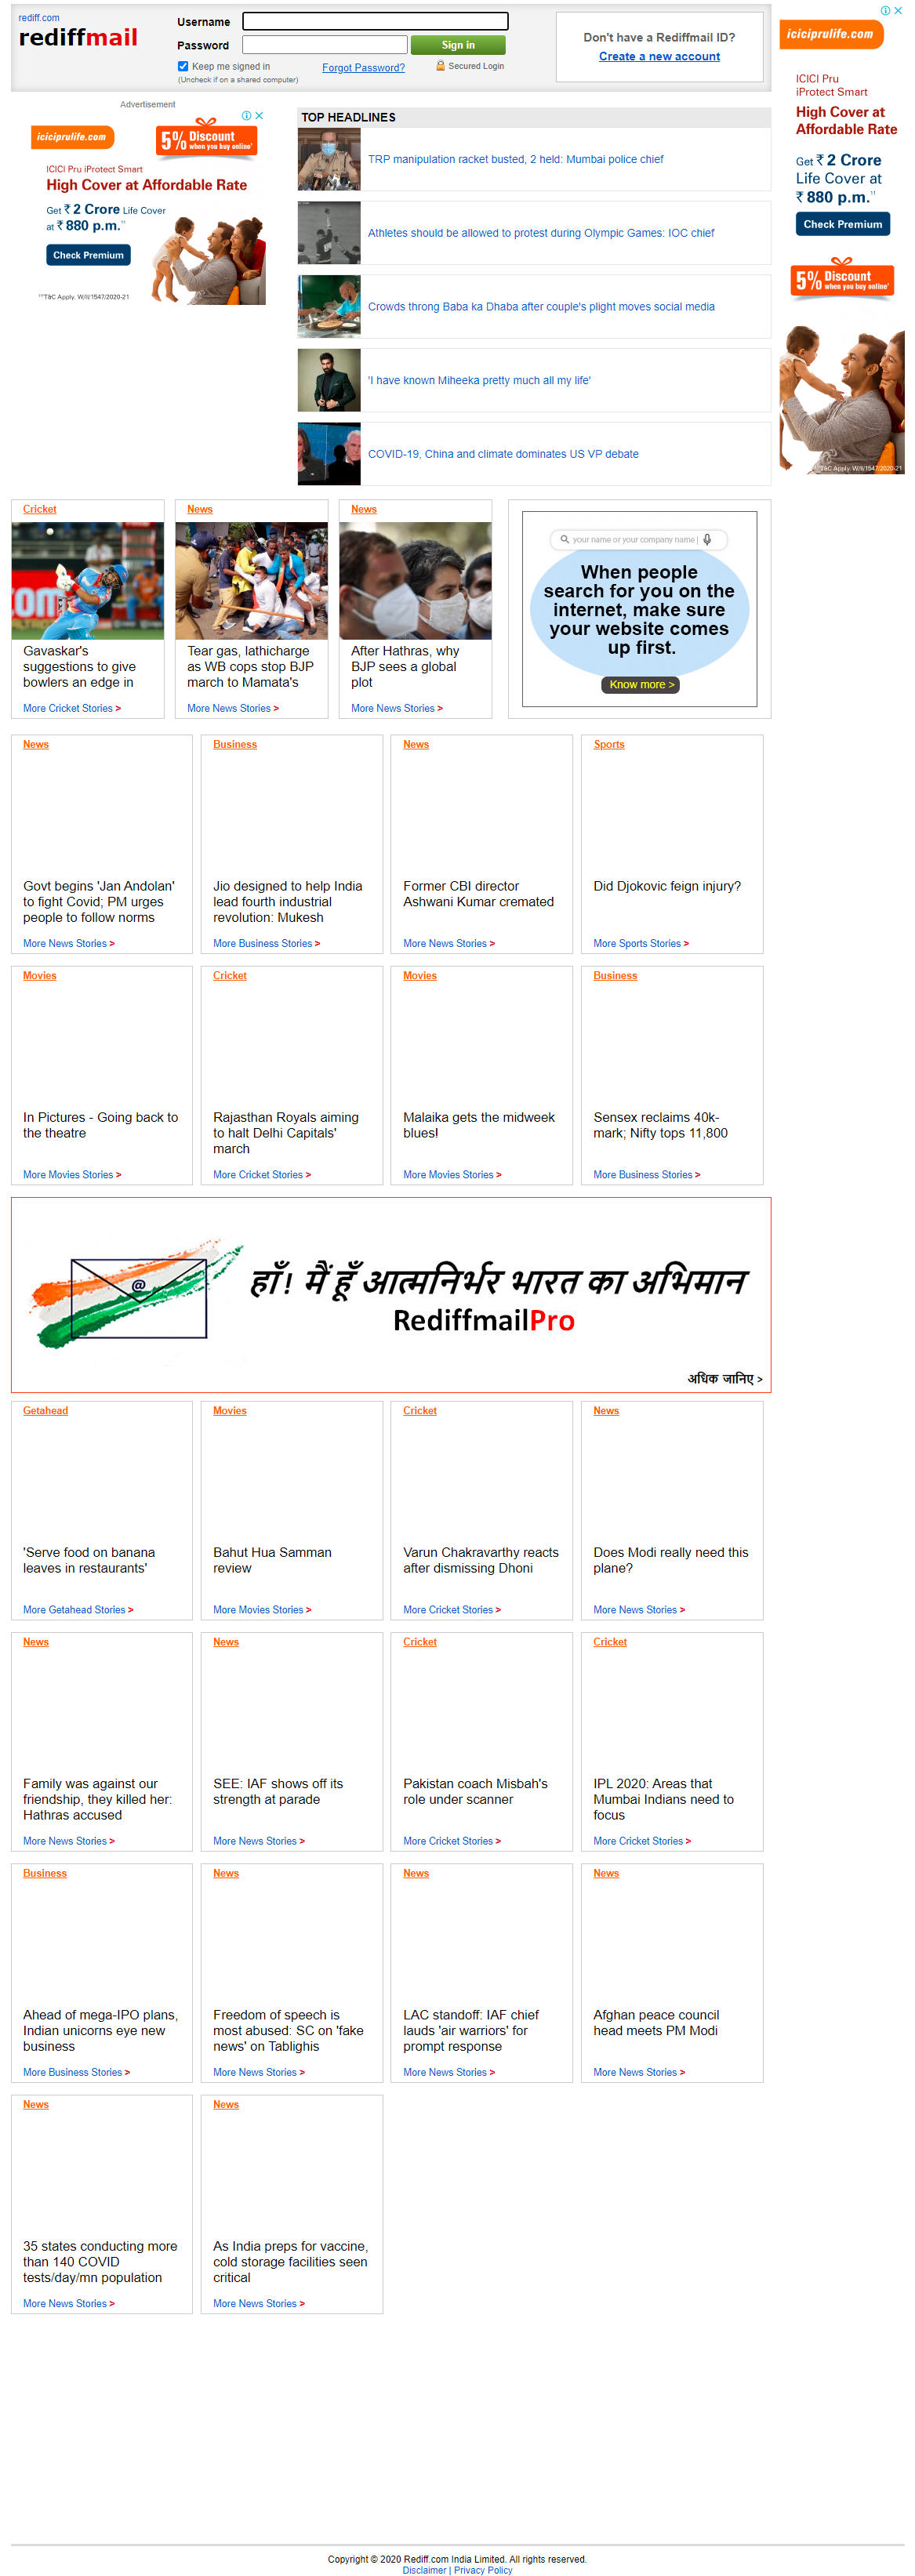 rediff.com
rediffmail
Username
Password
Sign in
Keep me signed in
(Uncheck if on a shared computer)
Forgot Password?
Secured Login
Don't have a Rediffmail ID?
Create a new account
iciciprulife.com
ICICI Pru
iProtect Smart
High Cover at
Affordable Rate
Get ₹ 2 Crore
Life Cover at
₹ 880 p.m.
Check Premium
5% Discount
when you buy online
T&C Apply. W/II/1547/2020-21
Advertisement
iciciprulife.com
5% Discount
when you buy online
ICICI Pru iProtect Smart
High Cover at Affordable Rate
Get ₹ 2 Crore Life Cover
at ₹ 880 p.m.
Check Premium
T&C Apply. W/II/1547/2020-21
TOP HEADLINES
TRP manipulation racket busted, 2 held: Mumbai police chief
Athletes should be allowed to protest during Olympic Games: IOC chief
Crowds throng Baba ka Dhaba after couple's plight moves social media
'I have known Miheeka pretty much all my life'
COVID-19, China and climate dominates US VP debate
Cricket
Gavaskar's
suggestions to give
bowlers an edge in
More Cricket Stories >
News
Tear gas, lathicharge
as WB cops stop BJP
march to Mamata's
More News Stories >
News
After Hathras, why
BJP sees a global
plot
More News Stories >
your name or your company name |
When people
search for you on the
internet, make sure
your website comes
up first.
Know more >
News
Govt begins 'Jan Andolan'
to fight Covid; PM urges
people to follow norms
More News Stories >
Business
Jio designed to help India
lead fourth industrial
revolution: Mukesh
More Business Stories >
News
Former CBI director
Ashwani Kumar cremated
More News Stories >
Sports
Did Djokovic feign injury?
More Sports Stories >
Movies
In Pictures - Going back to
the theatre
More Movies Stories >
Cricket
Rajasthan Royals aiming
to halt Delhi Capitals'
march
More Cricket Stories >
Movies
Malaika gets the midweek
blues!
More Movies Stories >
Business
Sensex reclaims 40k-
mark; Nifty tops 11,800
More Business Stories >
@
हाँ! मैं हूँ आत्मनिर्भर भारत का अभिमान
RediffmailPro
अधिक जानिए >
Getahead
'Serve food on banana
leaves in restaurants'
More Getahead Stories >
Movies
Bahut Hua Samman
review
More Movies Stories >
Cricket
Varun Chakravarthy reacts
after dismissing Dhoni
More Cricket Stories >
News
Does Modi really need this
plane?
More News Stories >
News
Family was against our
friendship, they killed her:
Hathras accused
More News Stories >
News
SEE: IAF shows off its
strength at parade
More News Stories >
Cricket
Pakistan coach Misbah's
role under scanner
More Cricket Stories >
Cricket
IPL 2020: Areas that
Mumbai Indians need to
focus
More Cricket Stories >
Business
Ahead of mega-IPO plans,
Indian unicorns eye new
business
More Business Stories >
News
Freedom of speech is
most abused: SC on 'fake
news' on Tablighis
More News Stories >
News
LAC standoff: IAF chief
lauds 'air warriors' for
prompt response
More News Stories >
News
Afghan peace council
head meets PM Modi
More News Stories >
News
35 states conducting more
than 140 COVID
tests/day/mn population
More News Stories >
News
As India preps for vaccine,
cold storage facilities seen
critical
More News Stories >
Copyright © 2020 Rediff.com India Limited. All rights reserved.
Disclaimer | Privacy Policy